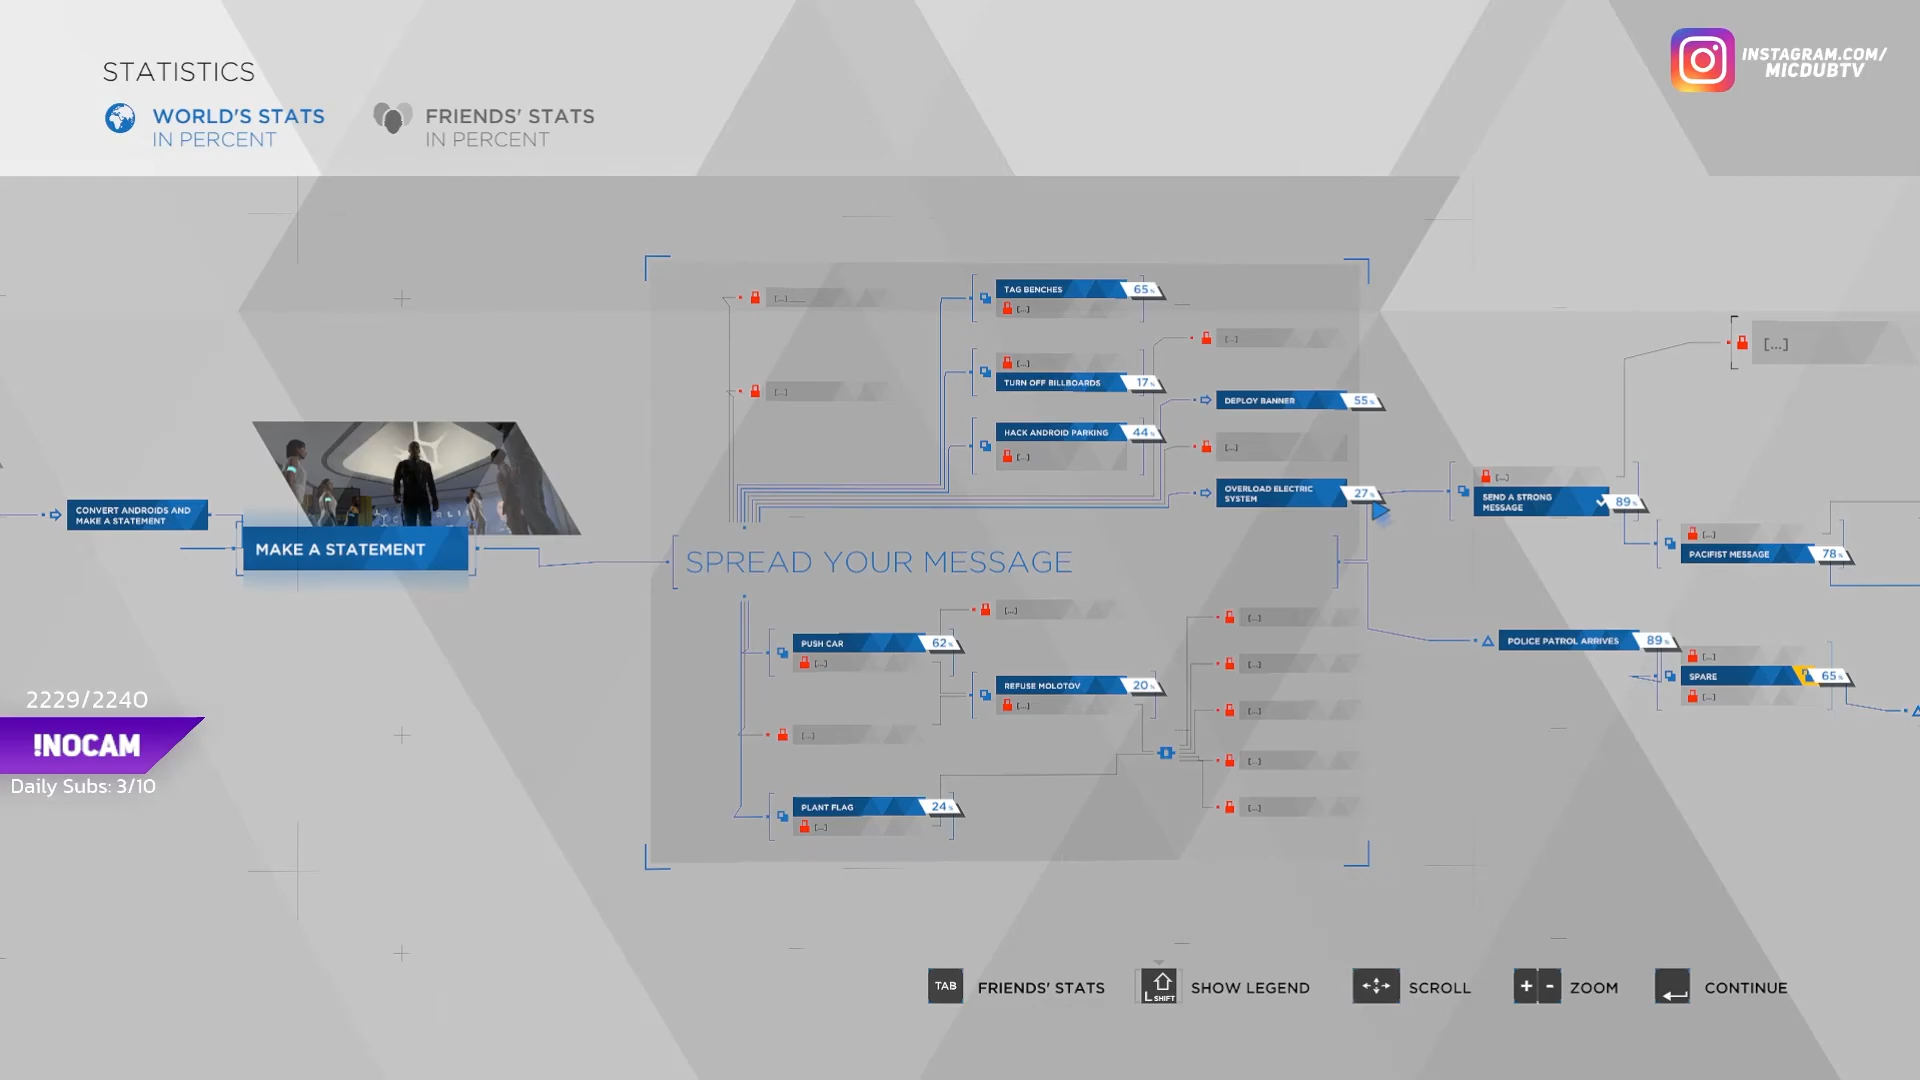 STATISTICS
WORLD'S STATS
IN PERCENT
FRIENDS' STATS
IN PERCENT
INSTAGRAM.COM/
MICDUBTV
[...]
TAG BENCHES 65%
[...]
[...]
[...]
[...]
[...]
TURN OFF BILLBOARDS 17%
[...]
DEPLOY BANNER 55%
HACK ANDROID PARKING 44%
[...]
[...]
OVERLOAD ELECTRIC
SYSTEM
27%
[...]
SEND A STRONG
MESSAGE
89%
CONVERT ANDROIDS AND
MAKE A STATEMENT
[...]
PACIFIST MESSAGE 78%
MAKE A STATEMENT
SPREAD YOUR MESSAGE
[...]
[...]
PUSH CAR 62%
[...]
POLICE PATROL ARRIVES 89%
[...]
[...]
SPARE 65%
[...]
REFUSE MOLOTOV 20%
[...]
[...]
[...]
[...]
PLANT FLAG 24%
[...]
[...]
2229/2240
!NOCAM
Daily Subs: 3/10
TAB FRIENDS' STATS
L SHIFT SHOW LEGEND
SCROLL
+ - ZOOM
CONTINUE